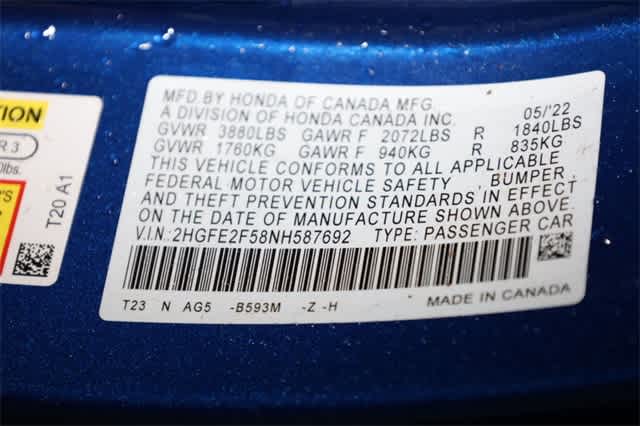 TION
R 3
0lbs.
'S
T20 A1
MFD.BY HONDA OF CANADA MFG. 05/'22
A DIVISION OF HONDA CANADA INC.
GVWR 3880LBS GAWR F 2072LBS R 1840LBS
GVWR 1760KG GAWR F 940KG R 835KG
THIS VEHICLE CONFORMS TO ALL APPLICABLE
FEDERAL MOTOR VEHICLE SAFETY, BUMPER,
AND THEFT PREVENTION STANDARDS IN EFFECT
ON THE DATE OF MANUFACTURE SHOWN ABOVE.
V.I.N.:2HGFE2F58NH587692 TYPE: PASSENGER CAR
T23 N AG5 -B593M -Z -H MADE IN CANADA